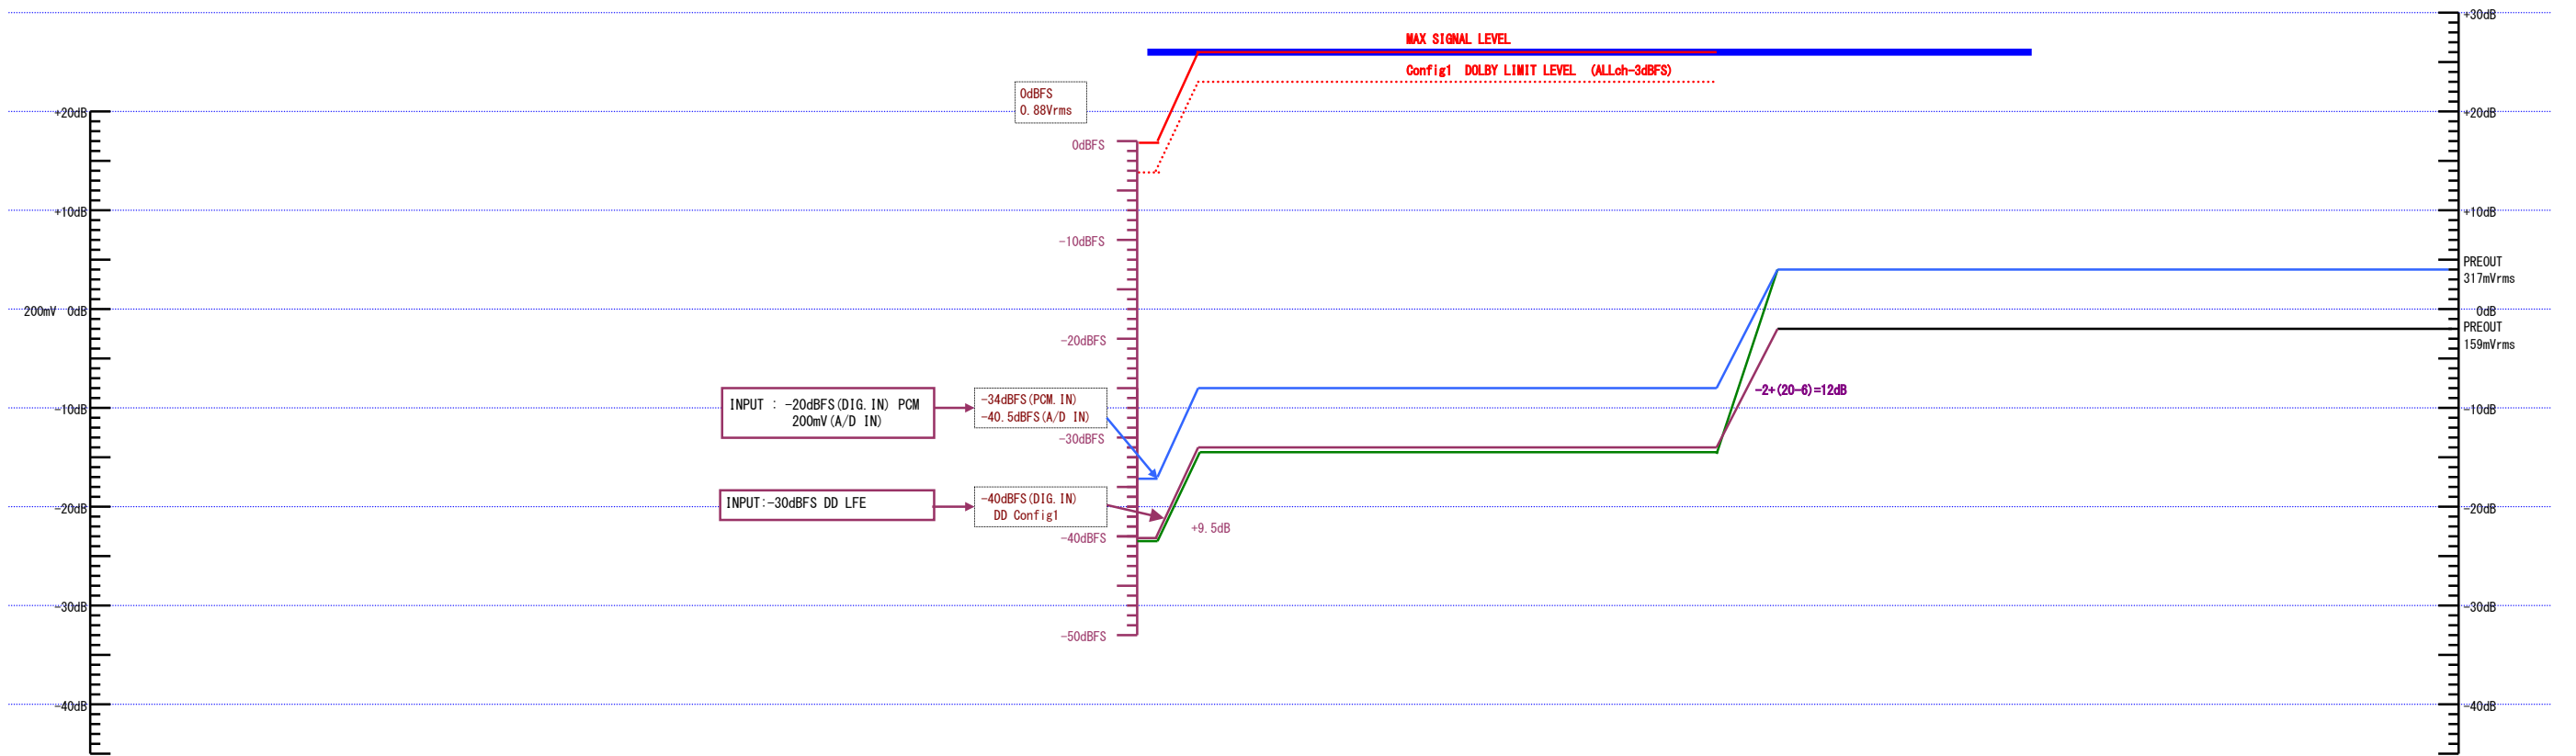 +30dB
MAX SIGNAL LEVEL
Config1 DOLBY LIMIT LEVEL (ALLch-3dBFS)
0dBFS
0.88Vrms
+20dB
+20dB
0dBFS
+10dB
+10dB
-10dBFS
PREOUT
317mVrms
200mV 0dB
0dB
PREOUT
159mVrms
-20dBFS
-2+(20-6)=12dB
INPUT : -20dBFS(DIG.IN) PCM
200mV(A/D IN)
-34dBFS(PCM.IN)
-40.5dBFS(A/D IN)
-10dB
-10dB
-30dBFS
INPUT:-30dBFS DD LFE
-40dBFS(DIG.IN)
DD Config1
-20dB
-20dB
+9.5dB
-40dBFS
-30dB
-30dB
-50dBFS
-40dB
-40dB